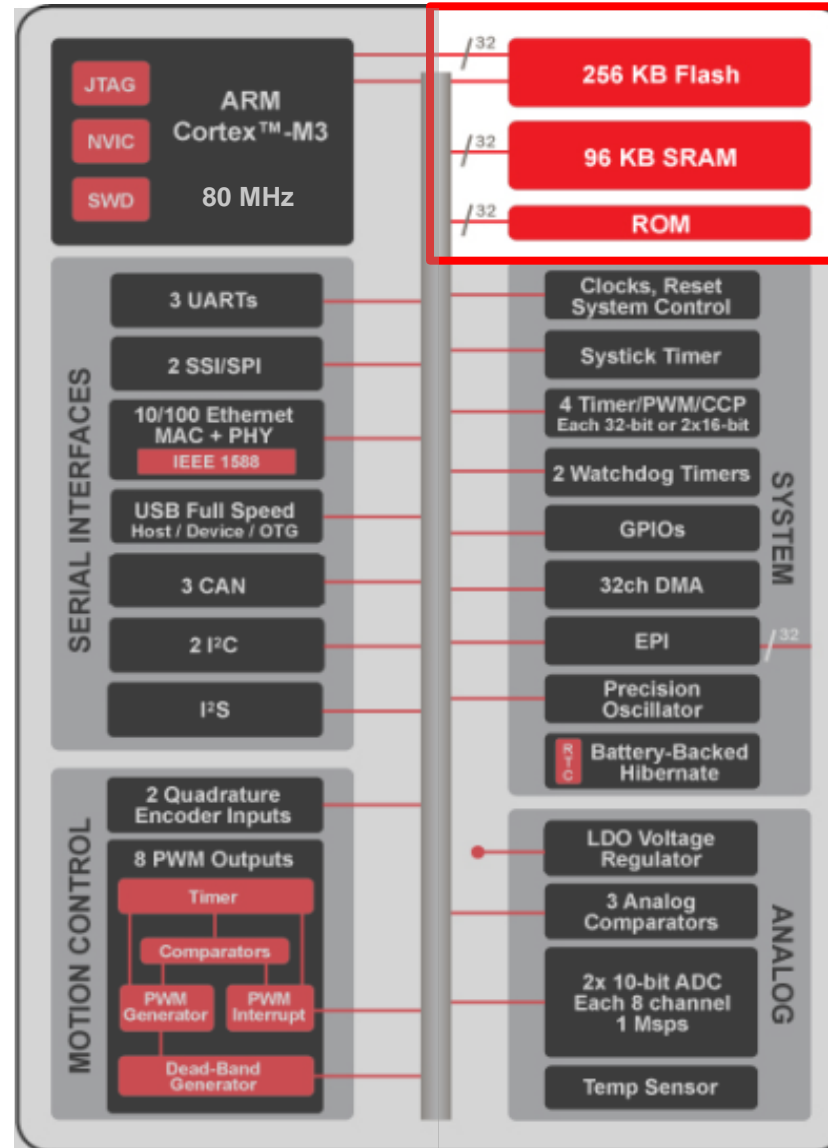 JTAG
NVIC
SWD
ARM
Cortex™-M3
80 MHz
/32
256 KB Flash
/32
96 KB SRAM
/32
ROM
SERIAL INTERFACES
3 UARTs
2 SSI/SPI
10/100 Ethernet
MAC + PHY
IEEE 1588
USB Full Speed
Host / Device / OTG
3 CAN
2 I²C
I²S
SYSTEM
Clocks, Reset
System Control
Systick Timer
4 Timer/PWM/CCP
Each 32-bit or 2x16-bit
2 Watchdog Timers
GPIOs
32ch DMA
EPI
/32
Precision
Oscillator
RTC
Battery-Backed
Hibernate
MOTION CONTROL
2 Quadrature
Encoder Inputs
8 PWM Outputs
Timer
Comparators
PWM
Generator
PWM
Interrupt
Dead-Band
Generator
ANALOG
LDO Voltage
Regulator
3 Analog
Comparators
2x 10-bit ADC
Each 8 channel
1 Msps
Temp Sensor